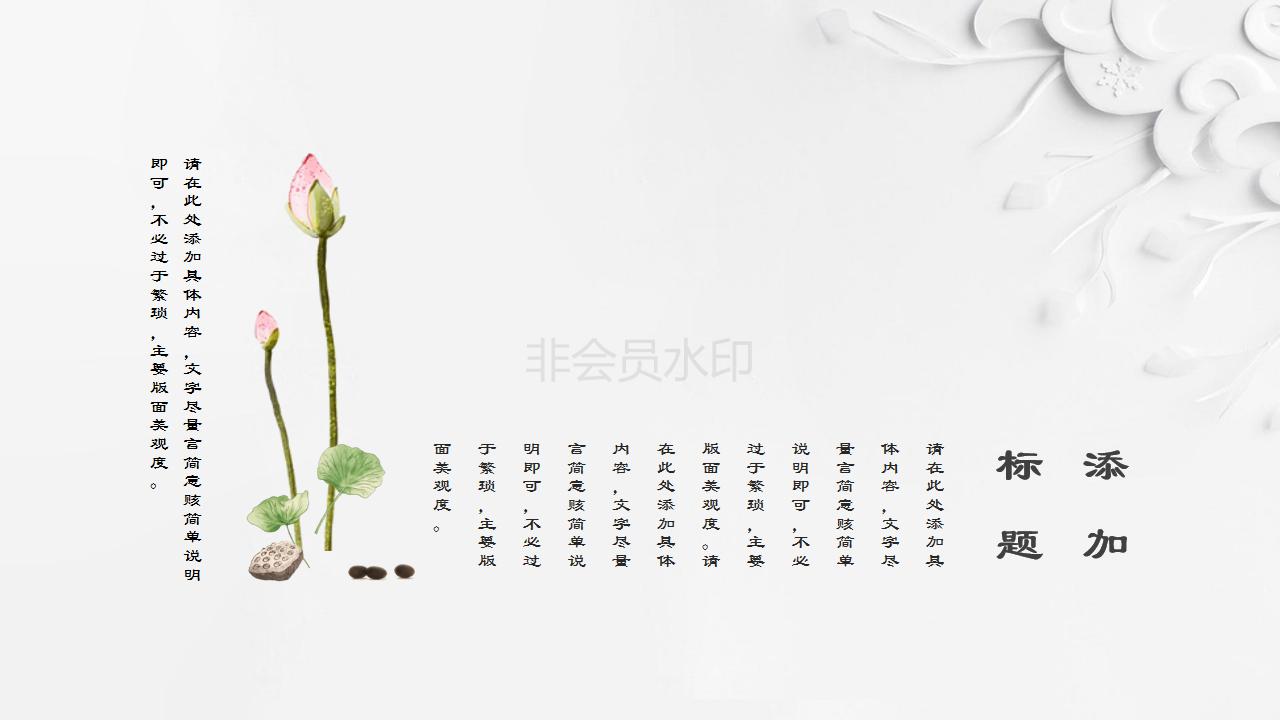 添加
标题
请在此处添加具
体内容，文字尽
量言简意赅简单
说明即可，不必
过于繁琐，主要
版面美观度。请
在此处添加具体
内容，文字尽量
言简意赅简单说
明即可，不必过
于繁琐，主要版
面美观度。
请在此处添加具体内容，文字尽量言简意赅简单说明
即可，不必过于繁琐，主要版面美观度。
非会员水印